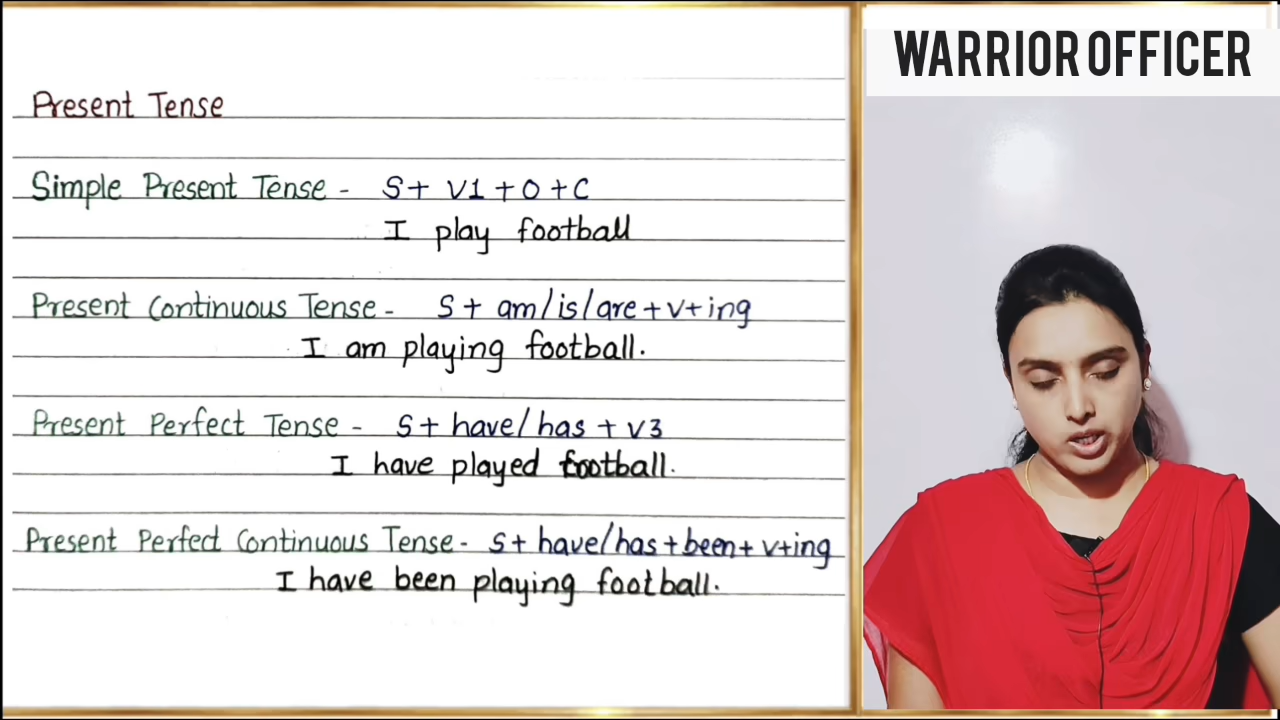 WARRIOR OFFICER
Present Tense
Simple Present Tense - S+ V1 + O + C
I play football
Present Continuous Tense - S + am/is/are + v + ing
I am playing football.
Present Perfect Tense - S + have/has + v3
I have played football.
Present Perfect Continuous Tense - S + have/has + been + v+ing
I have been playing football.